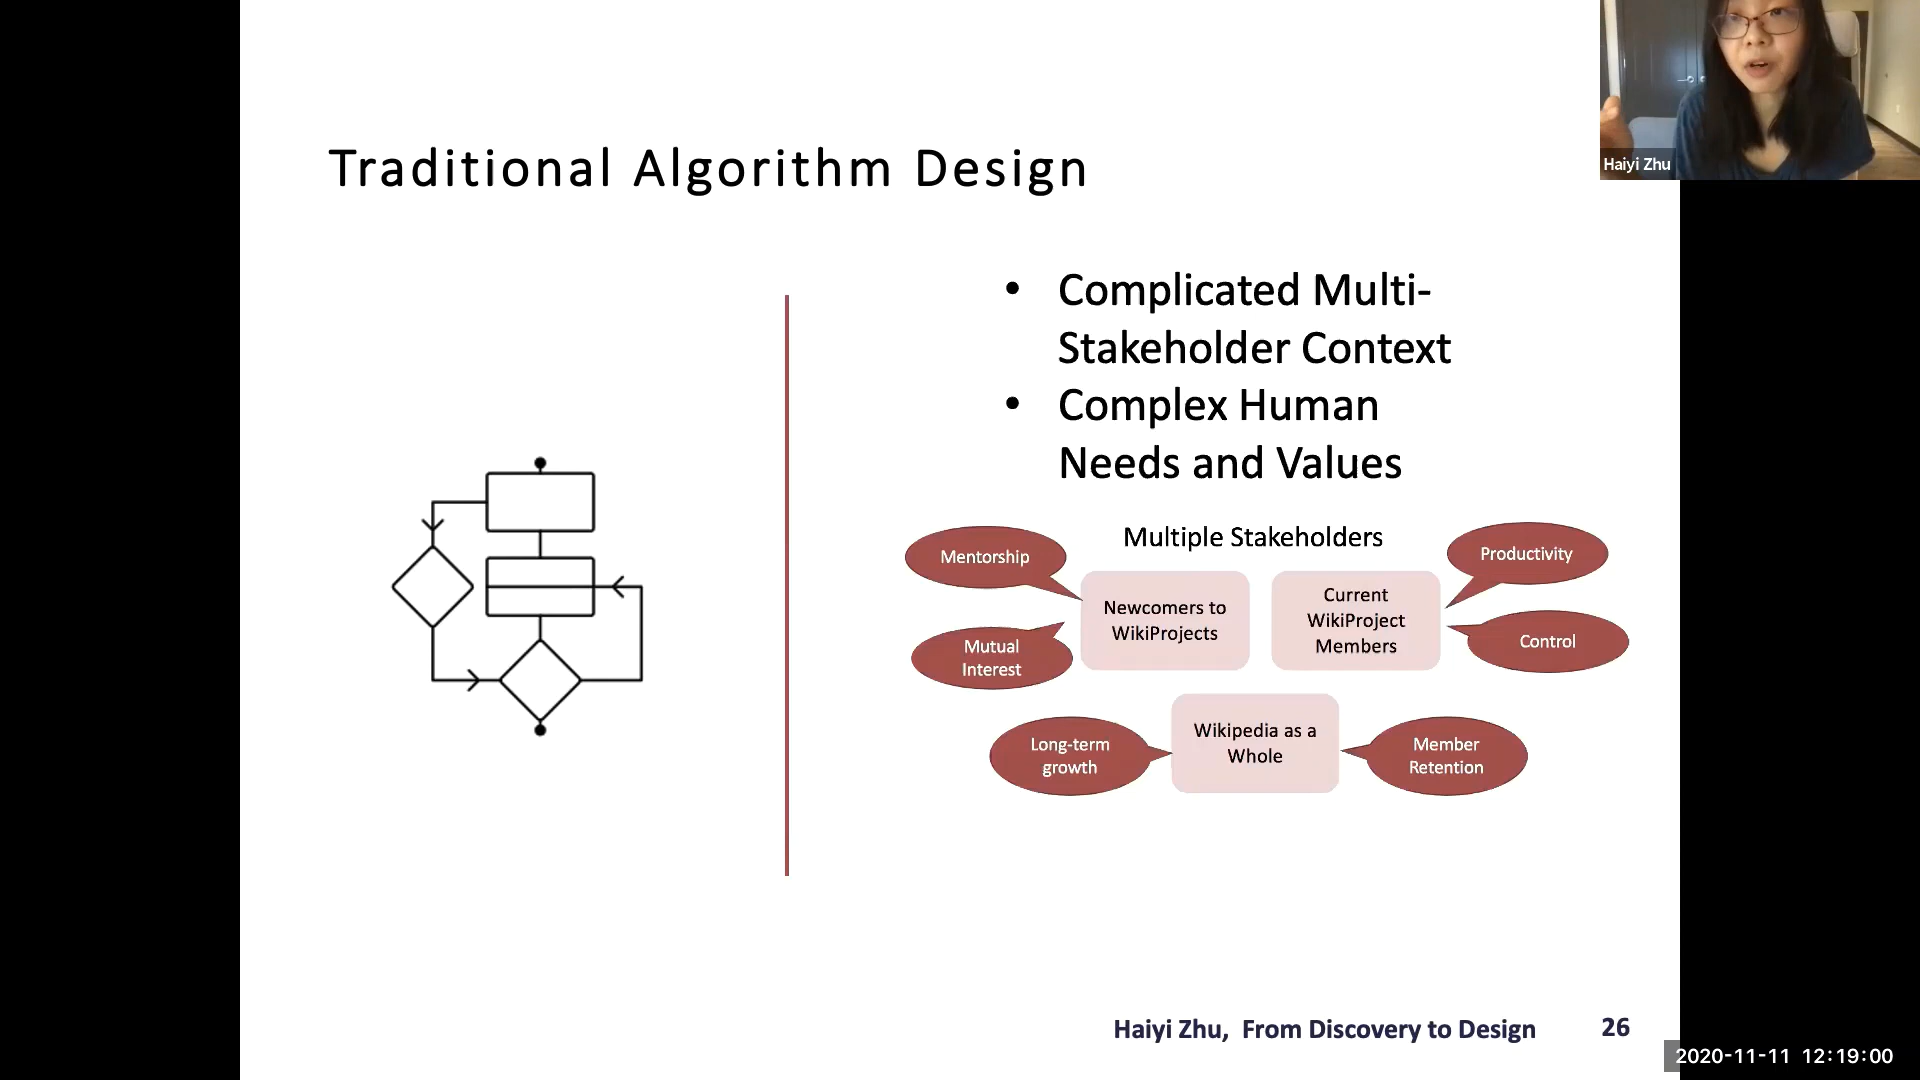 Haiyi Zhu
Traditional Algorithm Design
• Complicated Multi-
Stakeholder Context
• Complex Human
Needs and Values
Multiple Stakeholders
Mentorship
Mutual
Interest
Newcomers to
WikiProjects
Current
WikiProject
Members
Productivity
Control
Long-term
growth
Wikipedia as a
Whole
Member
Retention
Haiyi Zhu,  From Discovery to Design
26
2020-11-11 12:19:00